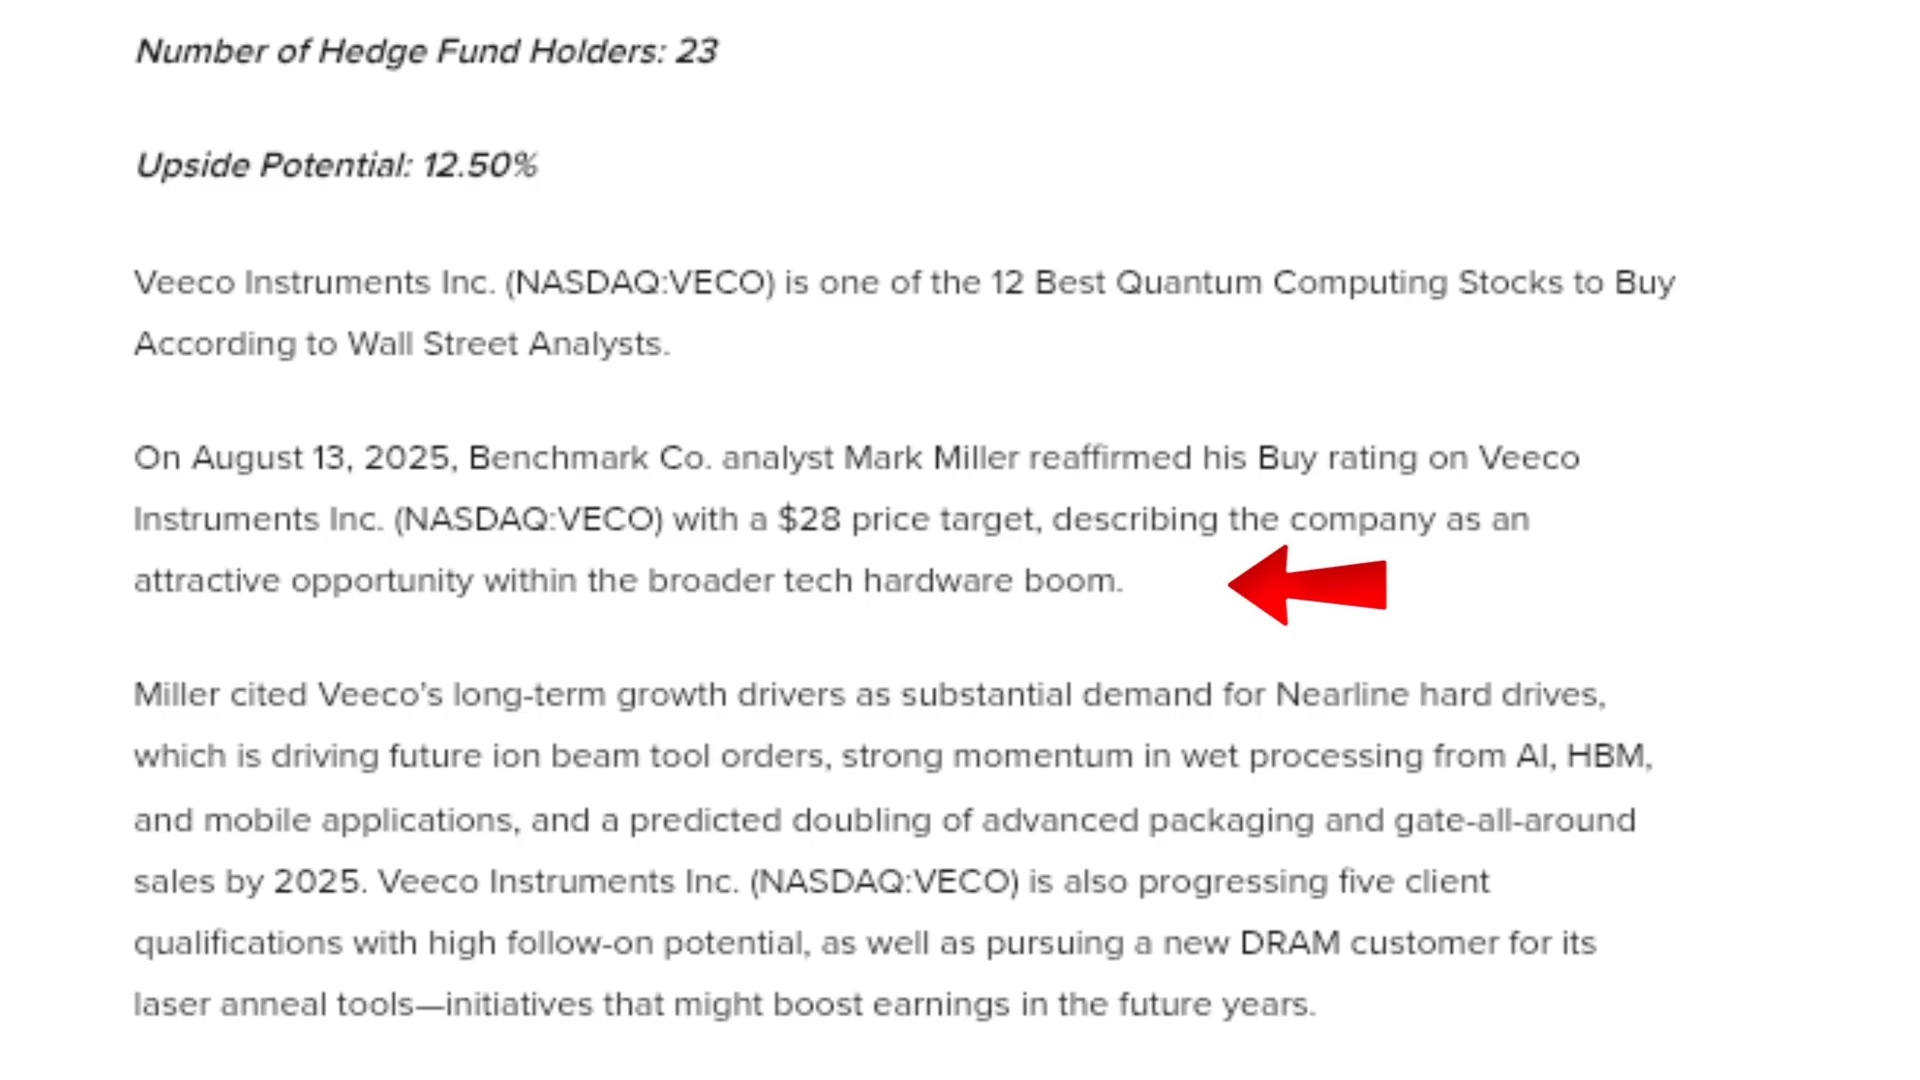 Number of Hedge Fund Holders: 23
Upside Potential: 12.50%
Veeco Instruments Inc. (NASDAQ:VECO) is one of the 12 Best Quantum Computing Stocks to Buy
According to Wall Street Analysts.
On August 13, 2025, Benchmark Co. analyst Mark Miller reaffirmed his Buy rating on Veeco
Instruments Inc. (NASDAQ:VECO) with a $28 price target, describing the company as an
attractive opportunity within the broader tech hardware boom.
Miller cited Veeco's long-term growth drivers as substantial demand for Nearline hard drives,
which is driving future ion beam tool orders, strong momentum in wet processing from AI, HBM,
and mobile applications, and a predicted doubling of advanced packaging and gate-all-around
sales by 2025. Veeco Instruments Inc. (NASDAQ:VECO) is also progressing five client
qualifications with high follow-on potential, as well as pursuing a new DRAM customer for its
laser anneal tools—initiatives that might boost earnings in the future years.